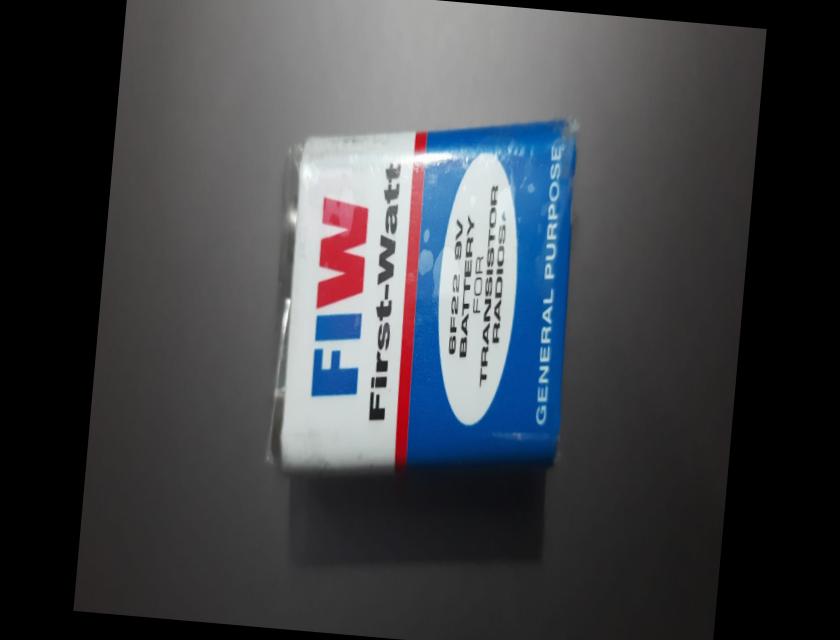 FIW
First-Watt
6F22 9V
BATTERY
FOR
TRANSISTOR
RADIOS
GENERAL PURPOSE